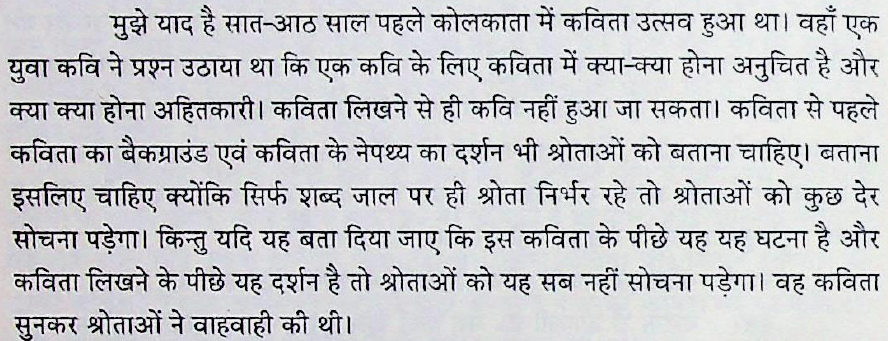 मुझे याद है सात-आठ साल पहले कोलकाता में कविता उत्सव हुआ था। वहाँ एक
युवा कवि ने प्रश्न उठाया था कि एक कवि के लिए कविता में क्या-क्या होना अनुचित है और
क्या क्या होना अहितकारी। कविता लिखने से ही कवि नहीं हुआ जा सकता। कविता से पहले
कविता का बैकग्राउंड एवं कविता के नेपथ्य का दर्शन भी श्रोताओं को बताना चाहिए। बताना
इसलिए चाहिए क्योंकि सिर्फ शब्द जाल पर ही श्रोता निर्भर रहे तो श्रोताओं को कुछ देर
सोचना पड़ेगा। किन्तु यदि यह बता दिया जाए कि इस कविता के पीछे यह यह घटना है और
कविता लिखने के पीछे यह दर्शन है तो श्रोताओं को यह सब नहीं सोचना पड़ेगा। वह कविता
सुनकर श्रोताओं ने वाहवाही की थी।